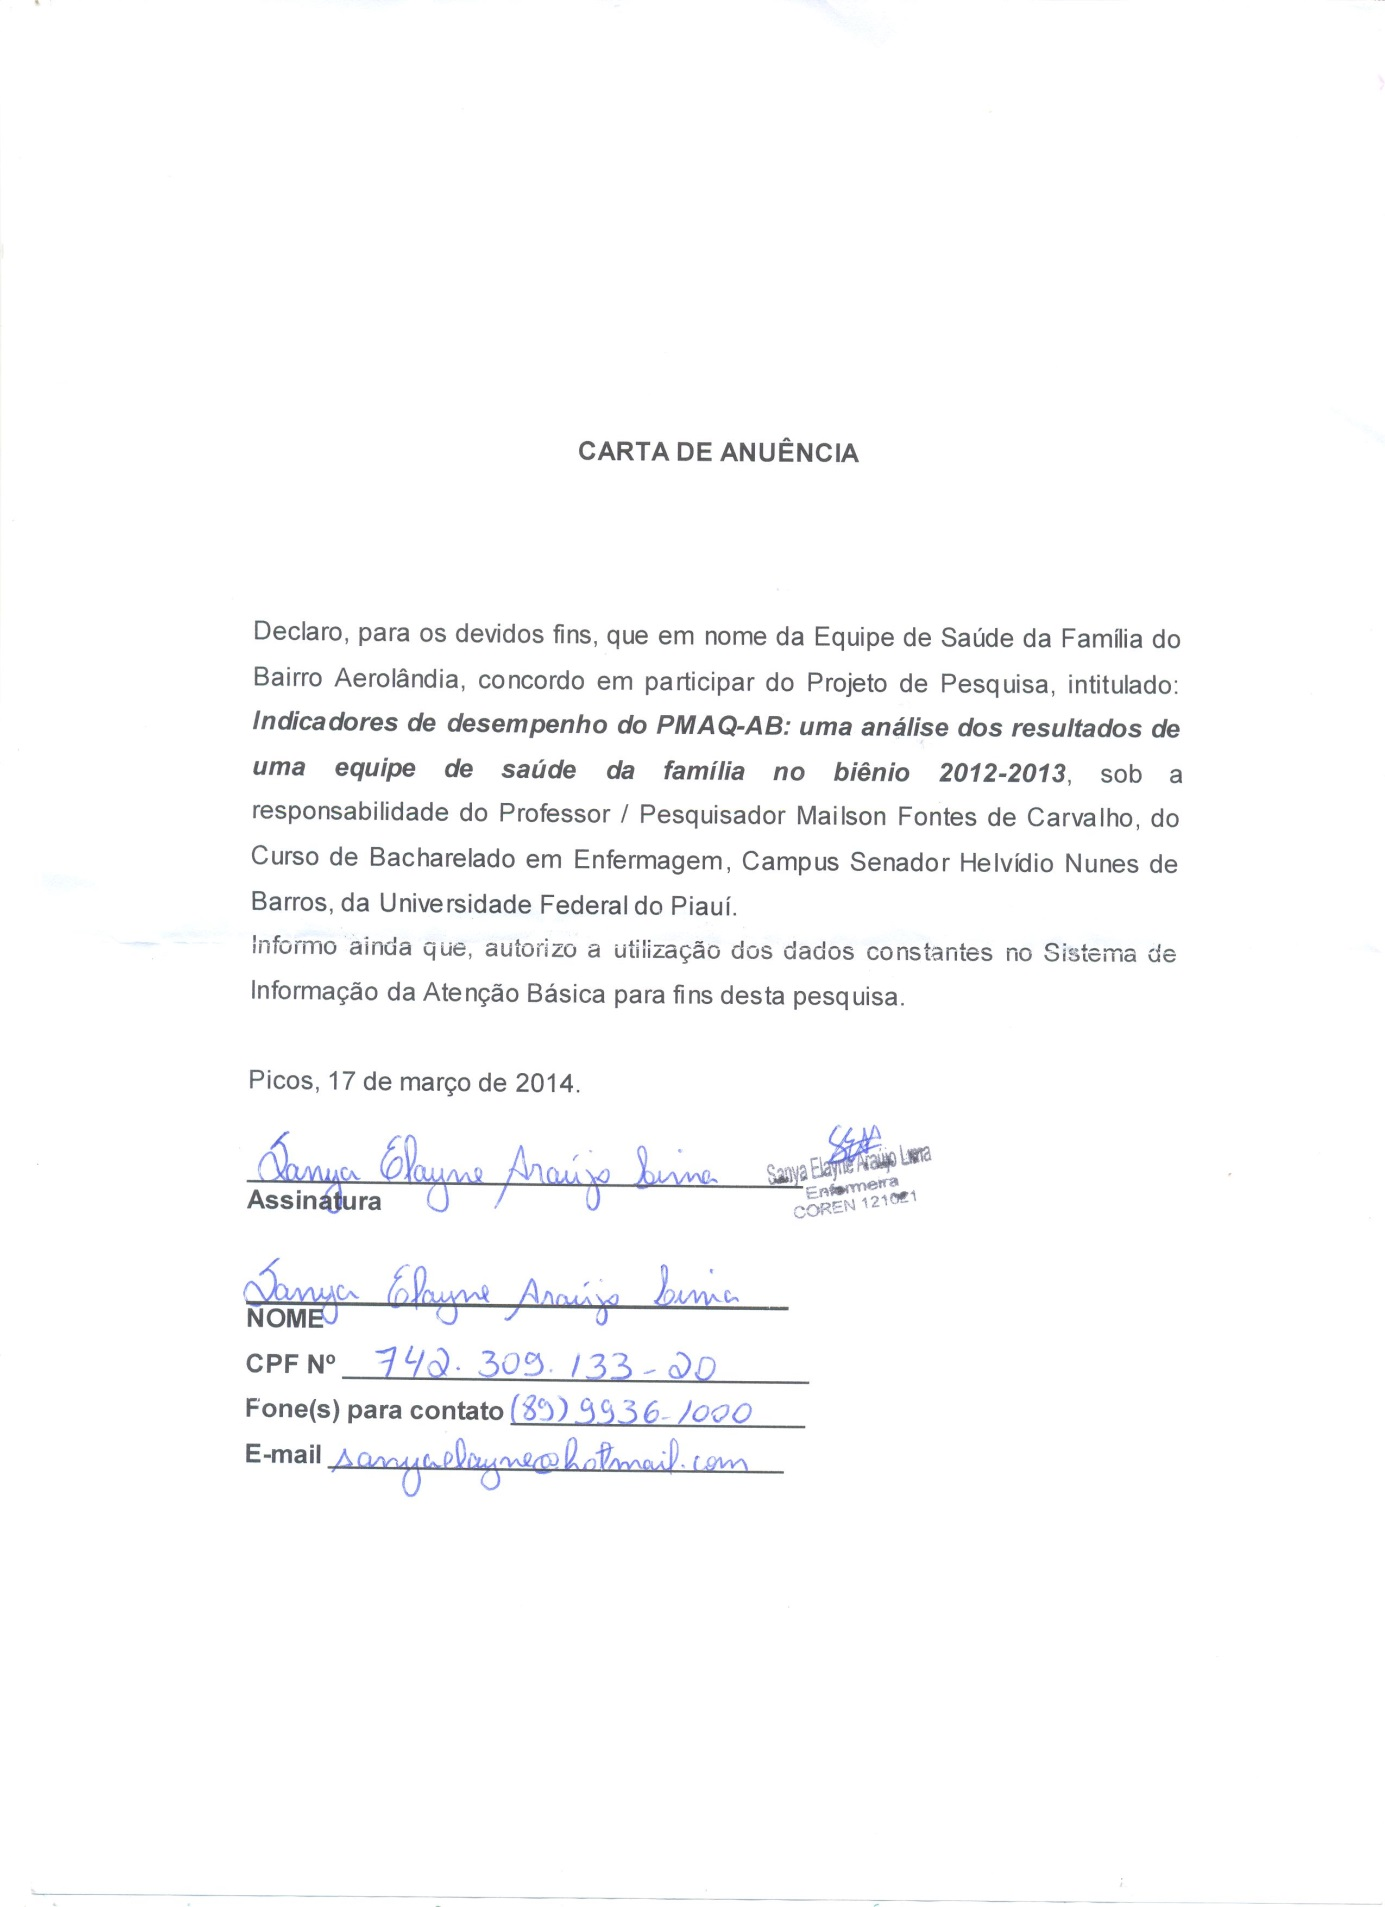 CARTA DE ANUÊNCIA
Declaro, para os devidos fins, que em nome da Equipe de Saúde da Família do
Bairro Aerolândia, concordo em participar do Projeto de Pesquisa, intitulado:
Indicadores de desempenho do PMAQ-AB: uma análise dos resultados de
uma equipe de saúde da família no biênio 2012-2013, sob a
responsabilidade do Professor / Pesquisador Mailson Fontes de Carvalho, do
Curso de Bacharelado em Enfermagem, Campus Senador Helvídio Nunes de
Barros, da Universidade Federal do Piauí.
Informo ainda que, autorizo a utilização dos dados constantes no Sistema de
Informação da Atenção Básica para fins desta pesquisa.
Picos, 17 de março de 2014.
Sanya Elayne Araújo Lima
Sanya Elayne Araújo Lima
Enfermeira
COREN 121021
Assinatura
Sanya Elayne Araújo Lima
NOME
CPF Nº 742.309.133-20
Fone(s) para contato (89) 9936-1000
E-mail sanyaelayne@hotmail.com